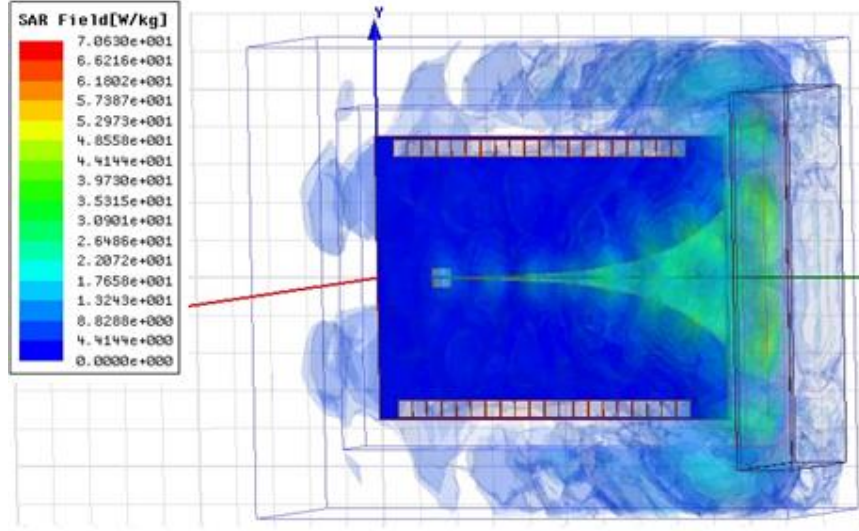 SAR Field[W/kg]
7.0630e+001
6.6216e+001
6.1802e+001
5.7387e+001
5.2973e+001
4.8558e+001
4.4144e+001
3.9730e+001
3.5315e+001
3.0901e+001
2.6486e+001
2.2072e+001
1.7658e+001
1.3243e+001
8.8288e+000
4.4144e+000
0.0000e+000
Y